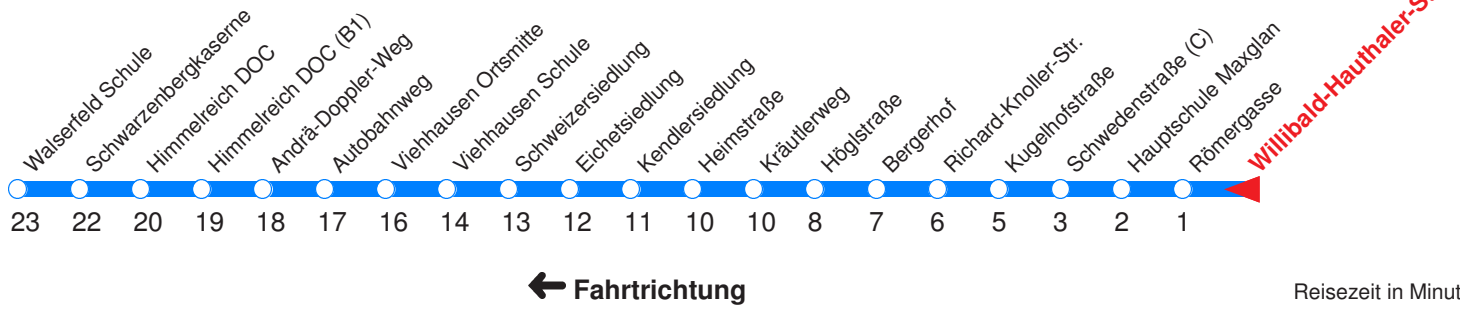 Walserfeld Schule
Schwarzenbergkaserne
Himmelreich DOC
Himmelreich DOC (B1)
Andrä-Doppler-Weg
Autobahnweg
Viehhausen Ortsmitte
Viehhausen Schule
Schweizersiedlung
Eichetsiedlung
Kendlersiedlung
Heimstraße
Kräutlerweg
Höglstraße
Bergerhof
Richard-Knoller-Str.
Kugelhofstraße
Schwedenstraße (C)
Hauptschule Maxglan
Römergasse
Willibald-Hauthaler-S
23 22 20 19 18 17 16 14 13 12 11 10 10 8 7 6 5 3 2 1
Fahrtrichtung
Reisezeit in Minut